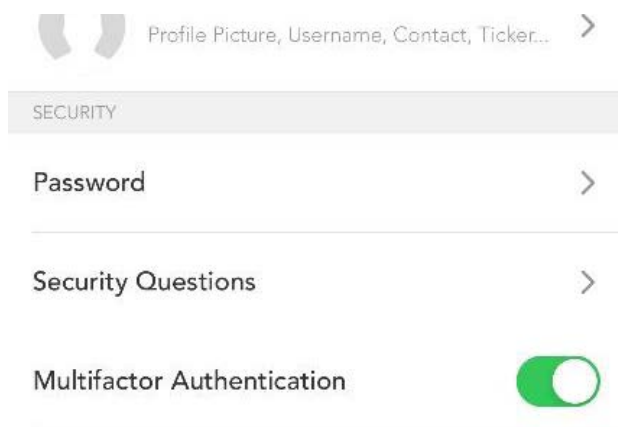 Profile Picture, Username, Contact, Ticker...
SECURITY
Password
Security Questions
Multifactor Authentication